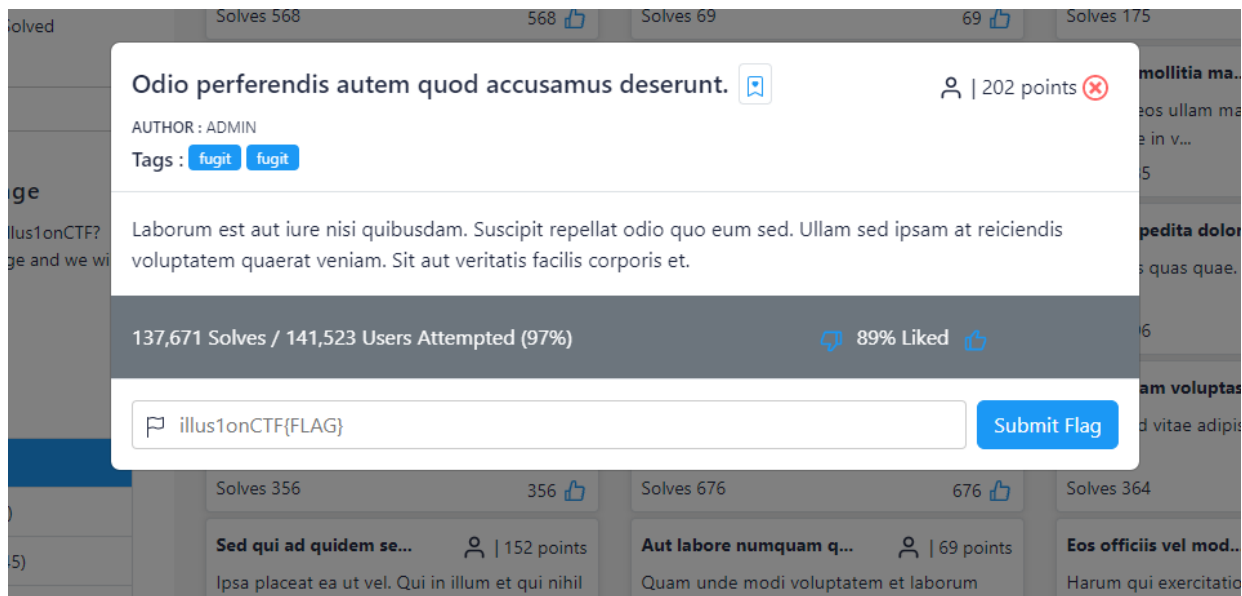 Solved
Solves 568
568
Solves 69
69
Solves 175
Odio perferendis autem quod accusamus deserunt.
| 202 points
AUTHOR : ADMIN
Tags : fugit fugit
Laborum est aut iure nisi quibusdam. Suscipit repellat odio quo eum sed. Ullam sed ipsam at reiciendis
voluptatem quaerat veniam. Sit aut veritatis facilis corporis et.
137,671 Solves / 141,523 Users Attempted (97%)
89% Liked
illus1onCTF{FLAG}
Submit Flag
mollitia ma...
eos ullam ma
e in v...
llus1onCTF?
ge and we wi
pedita dolor
s quas quae.
am voluptas
d vitae adipis
Solves 356
356
Solves 676
676
Solves 364
Sed qui ad quidem se...
| 152 points
Aut labore numquam q...
| 69 points
Eos officiis vel mod...
Ipsa placeat ea ut vel. Qui in illum et qui nihil
Quam unde modi voluptatem et laborum
Harum qui exercitatio